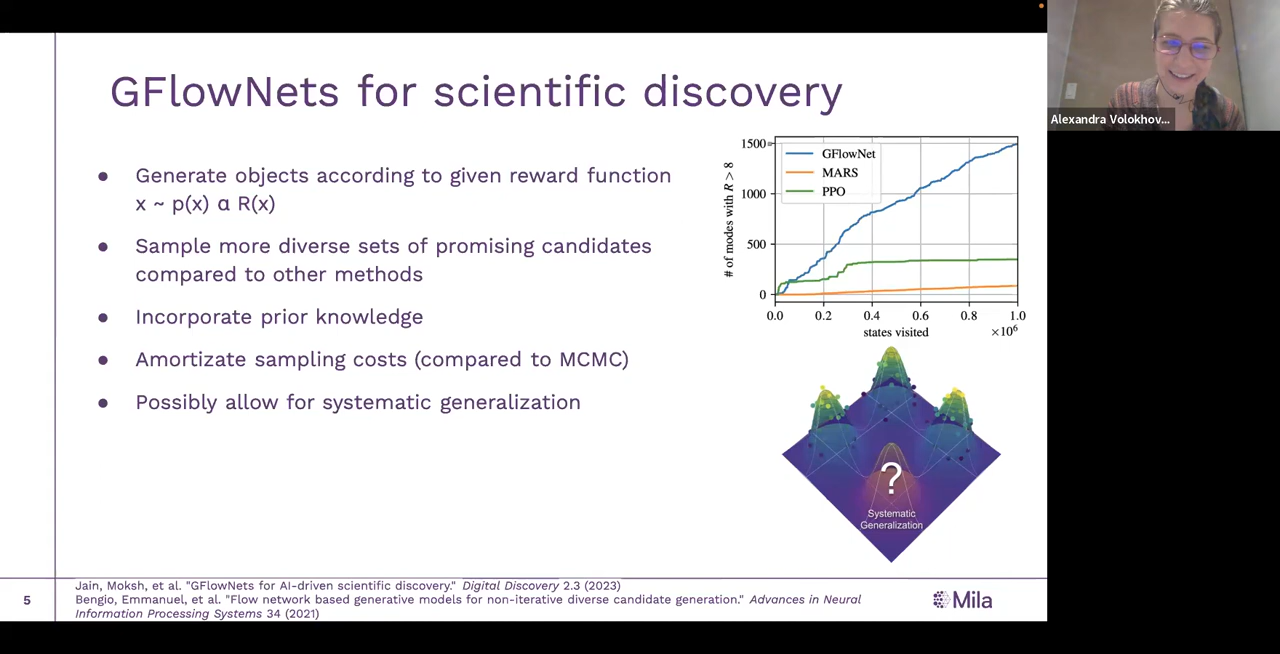 GFlowNets for scientific discovery
● Generate objects according to given reward function
x ~ p(x) α R(x)
● Sample more diverse sets of promising candidates
compared to other methods
● Incorporate prior knowledge
● Amortizate sampling costs (compared to MCMC)
● Possibly allow for systematic generalization
# of modes with R > 8
1500
1000
500
0
GFlowNet
MARS
PPO
0.0 0.2 0.4 0.6 0.8 1.0
states visited
×10⁶
?
Systematic
Generalization
Alexandra Volokhov...
5
Jain, Moksh, et al. "GFlowNets for AI-driven scientific discovery." Digital Discovery 2.3 (2023)
Bengio, Emmanuel, et al. "Flow network based generative models for non-iterative diverse candidate generation." Advances in Neural
Information Processing Systems 34 (2021)
Mila